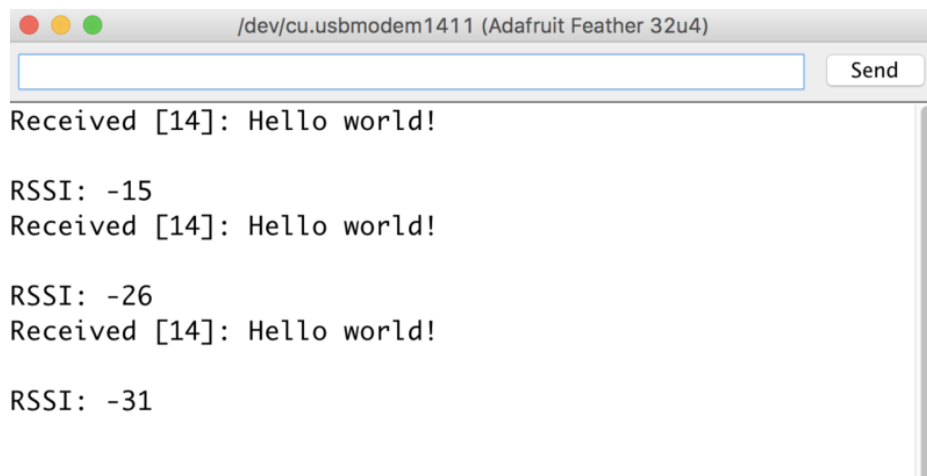 /dev/cu.usbmodem1411 (Adafruit Feather 32u4)
Send
Received [14]: Hello world!
RSSI: -15
Received [14]: Hello world!
RSSI: -26
Received [14]: Hello world!
RSSI: -31